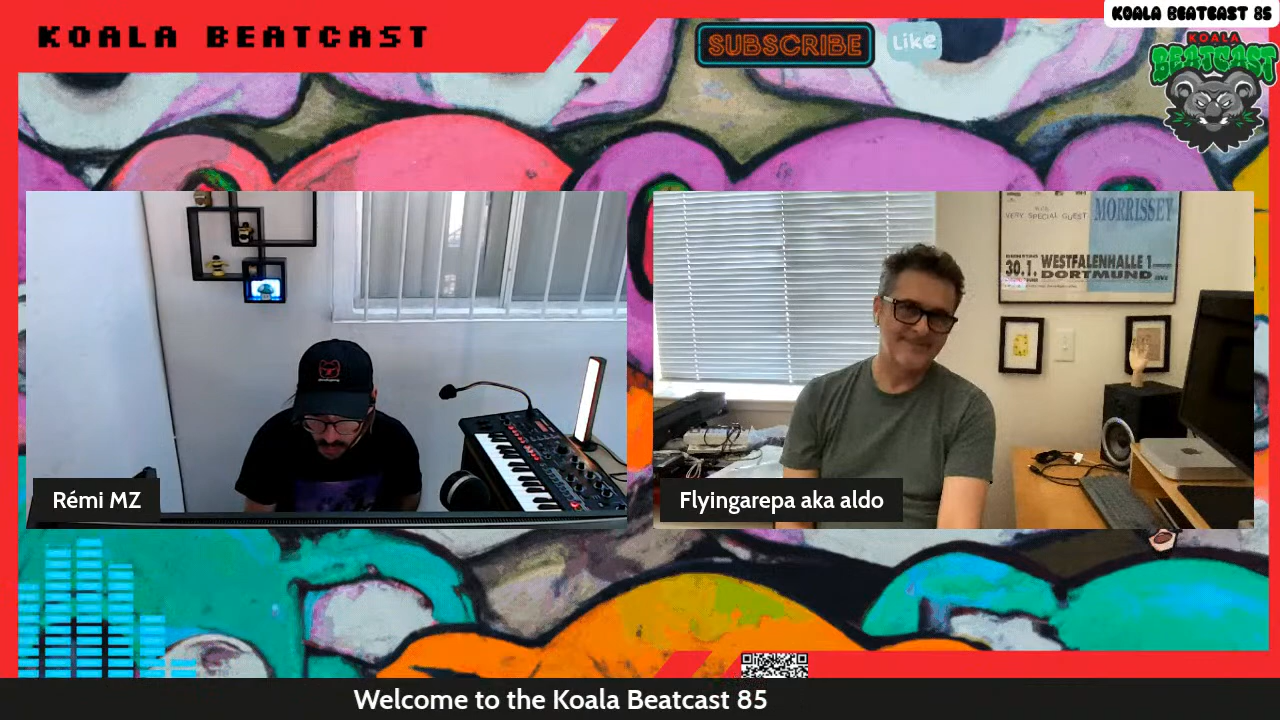 KOALA BEATCAST
SUBSCRIBE
Like
KOALA BEATCAST 85
KOALA
BEATCAST
VERY SPECIAL GUEST
MORRISSEY
30.1. WESTFALENHALLE 1
DORTMUND
Rémi MZ
Flyingarepa aka aldo
Welcome to the Koala Beatcast 85